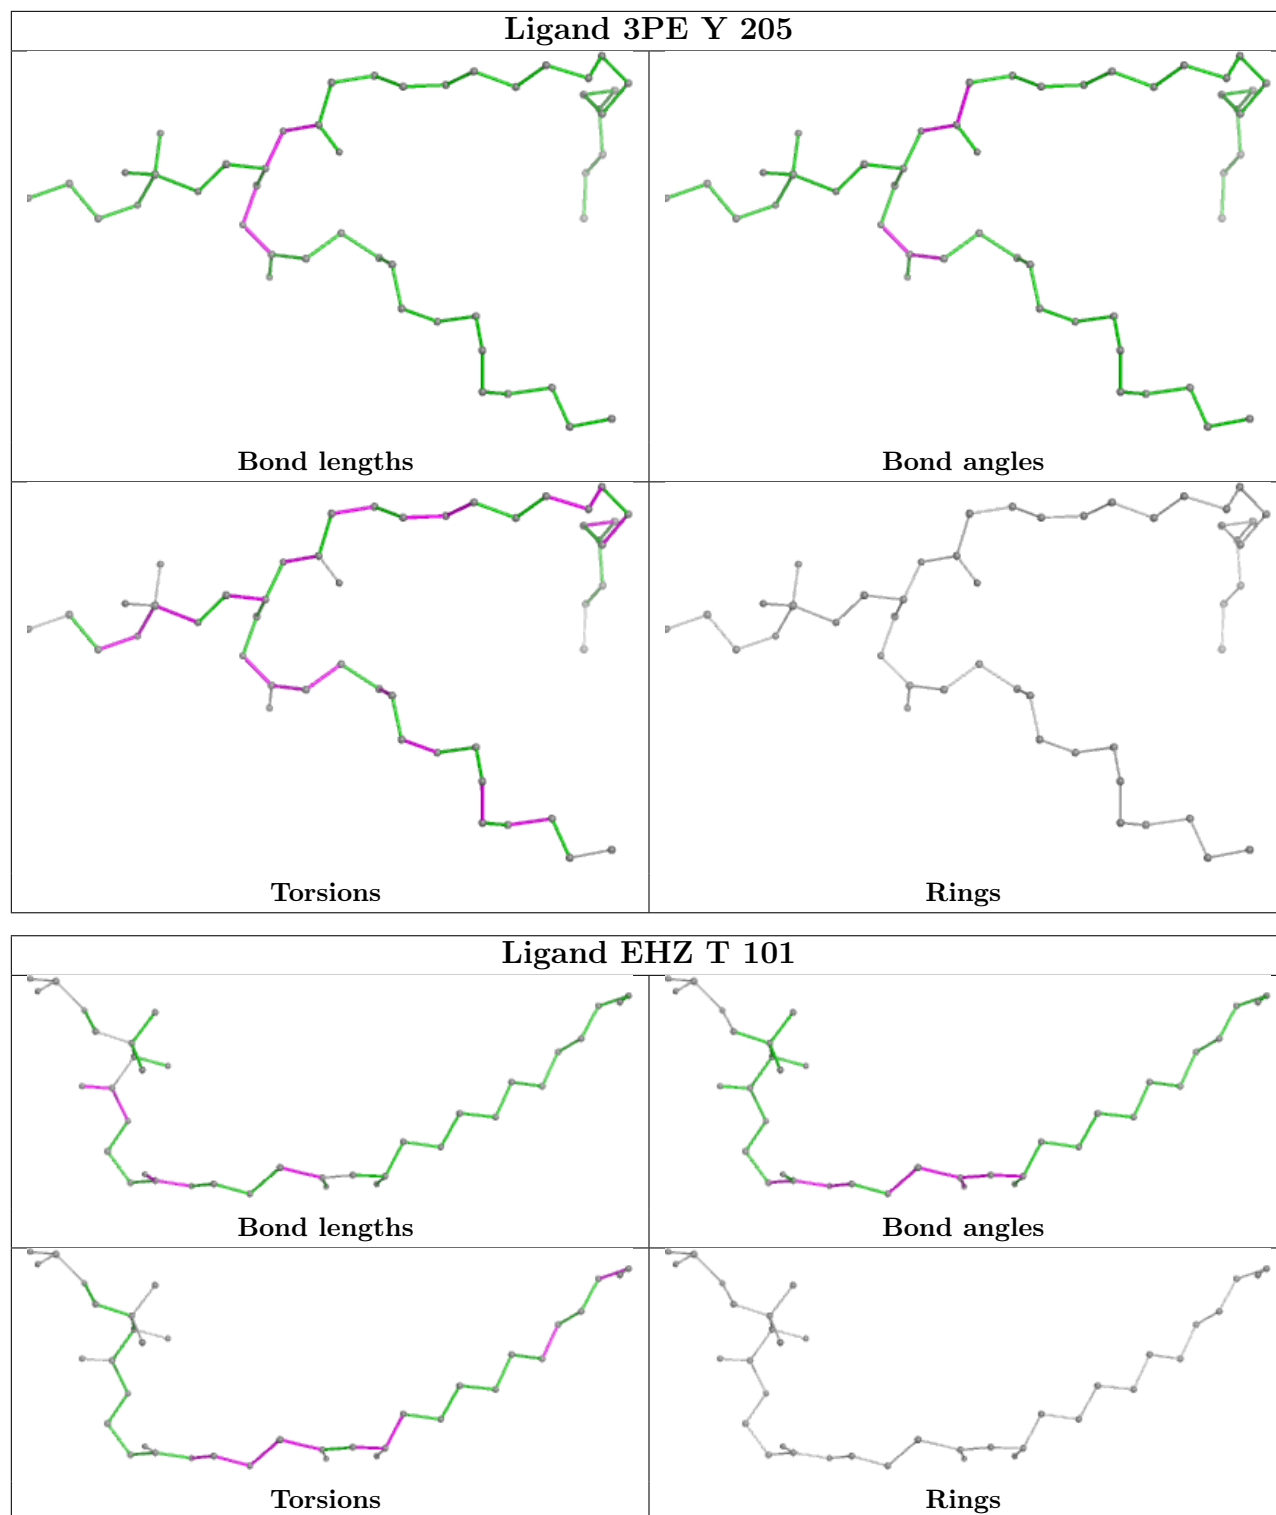 Ligand 3PE Y 205
Bond lengths
Bond angles
Torsions
Rings
Ligand EHZ T 101
Bond lengths
Bond angles
Torsions
Rings